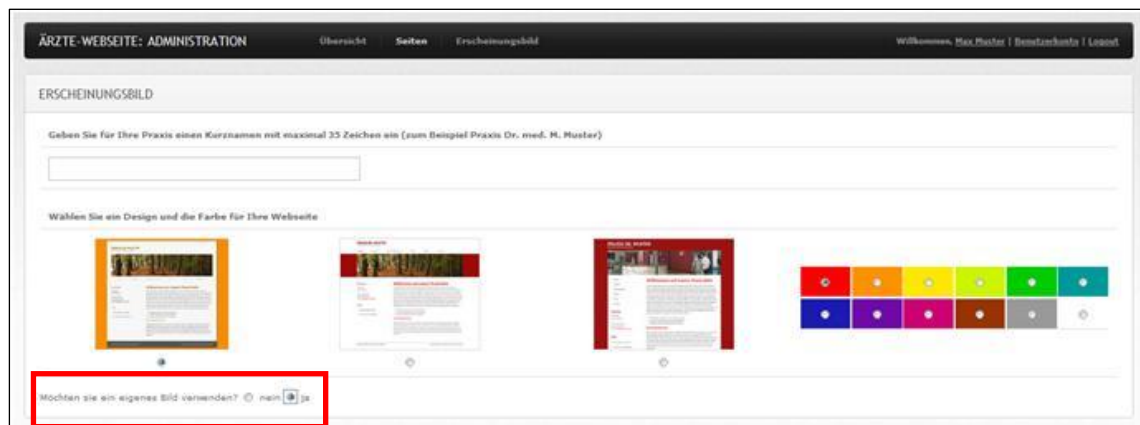 ÄRZTE-WEBSEITE: ADMINISTRATION Übersicht Seiten Erscheinungsbild Willkommen, Max Muster | Benutzerkonto | Logout
ERSCHEINUNGSBILD
Geben Sie für Ihre Praxis einen Kurznamen mit maximal 35 Zeichen ein (zum Beispiel Praxis Dr. med. M. Muster)
Wählen Sie ein Design und die Farbe für Ihre Webseite
Möchten sie ein eigenes Bild verwenden? nein ja